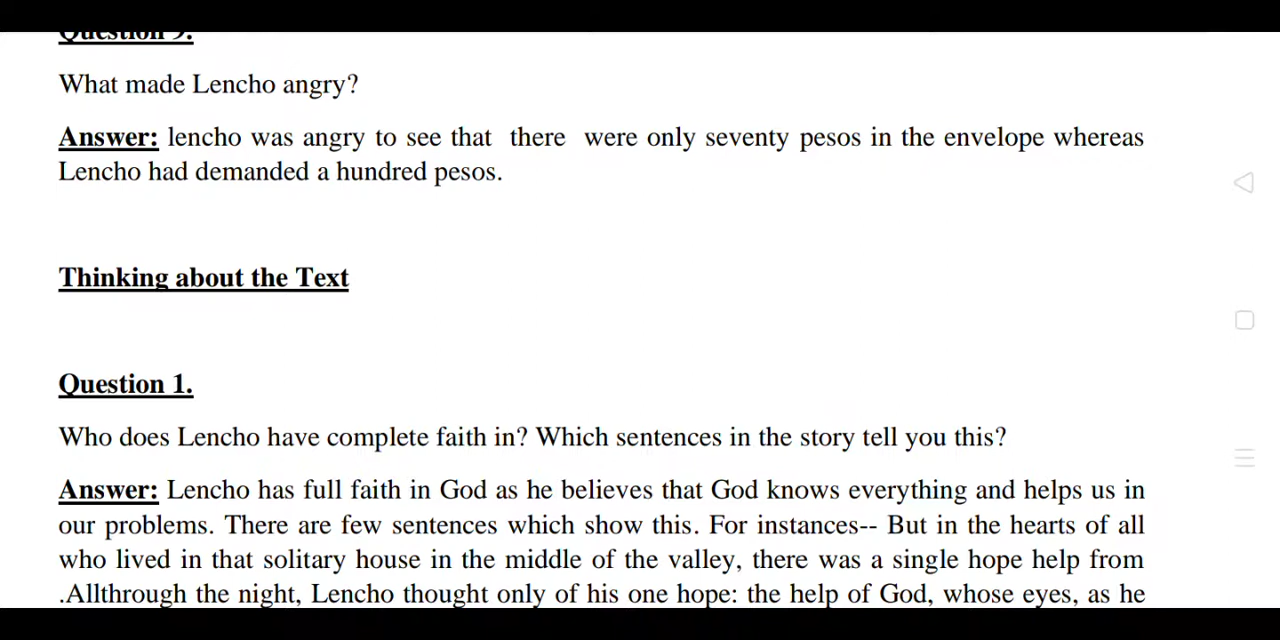 Question 9.
What made Lencho angry?
Answer: lencho was angry to see that there were only seventy pesos in the envelope whereas
Lencho had demanded a hundred pesos.
Thinking about the Text
Question 1.
Who does Lencho have complete faith in? Which sentences in the story tell you this?
Answer: Lencho has full faith in God as he believes that God knows everything and helps us in
our problems. There are few sentences which show this. For instances-- But in the hearts of all
who lived in that solitary house in the middle of the valley, there was a single hope help from
.Allthrough the night, Lencho thought only of his one hope: the help of God, whose eyes, as he